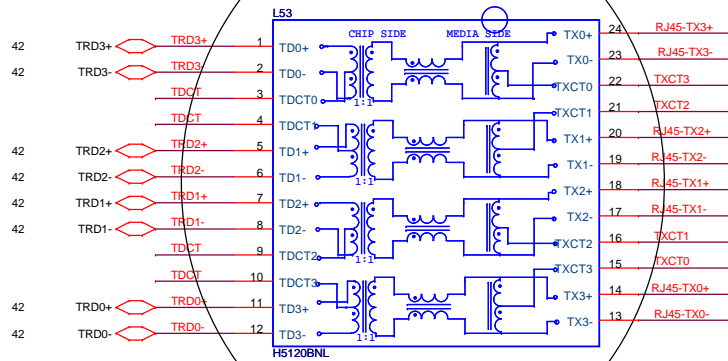 L53
CHIP SIDE MEDIA SIDE
42 TRD3+ TRD3+ 1 TD0+ TX0+ 24 RJ45-TX3+
42 TRD3- TRD3- 2 TD0- TX0- 23 RJ45-TX3-
TDCT 3 TDCT0 TXCT0 22 TXCT3
1:1
TDCT 4 TDCT1 TXCT1 21 TXCT2
42 TRD2+ TRD2+ 5 TD1+ TX1+ 20 RJ45-TX2+
42 TRD2- TRD2- 6 TD1- TX1- 19 RJ45-TX2-
1:1
42 TRD1+ TRD1+ 7 TD2+ TX2+ 18 RJ45-TX1+
42 TRD1- TRD1- 8 TD2- TX2- 17 RJ45-TX1-
TDCT 9 TDCT2 TXCT2 16 TXCT1
1:1
TDCT 10 TDCT3 TXCT3 15 TXCT0
42 TRD0+ TRD0+ 11 TD3+ TX3+ 14 RJ45-TX0+
42 TRD0- TRD0- 12 TD3- TX3- 13 RJ45-TX0-
1:1
H5120BNL